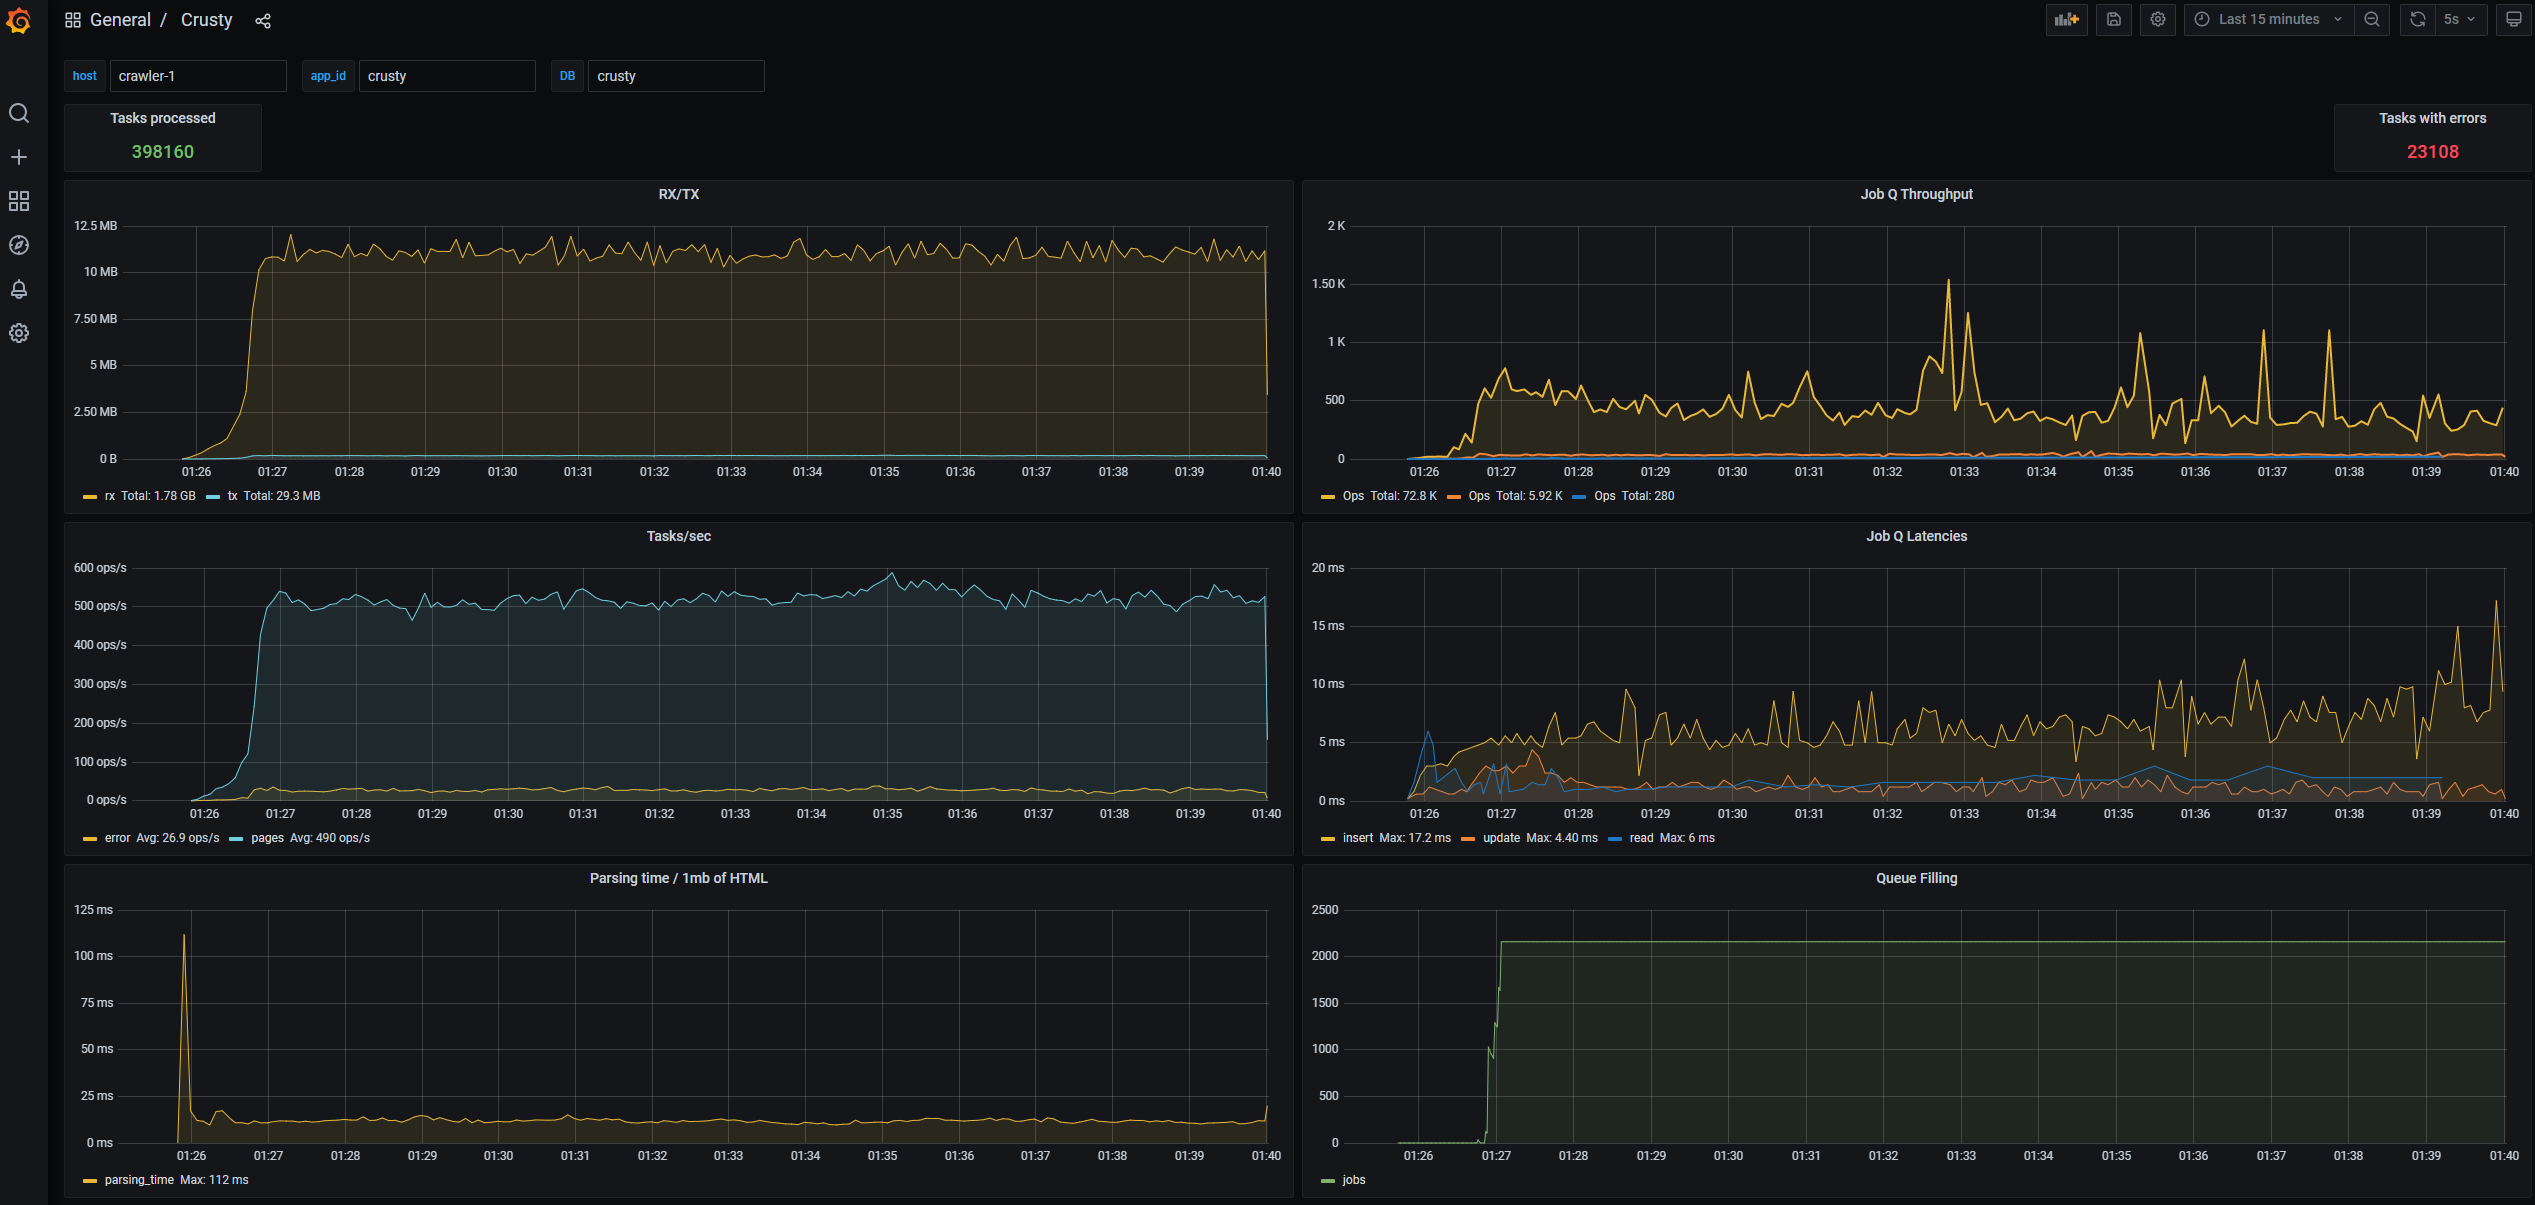 General / Crusty
Last 15 minutes
5s
host crawler-1 app_id crusty DB crusty
Tasks processed
398160
Tasks with errors
23108
RX/TX
12.5 MB
10 MB
7.50 MB
5 MB
2.50 MB
0 B
01:26 01:27 01:28 01:29 01:30 01:31 01:32 01:33 01:34 01:35 01:36 01:37 01:38 01:39 01:40
rx Total: 1.78 GB tx Total: 29.3 MB
Job Q Throughput
2 K
1.50 K
1 K
500
0
01:26 01:27 01:28 01:29 01:30 01:31 01:32 01:33 01:34 01:35 01:36 01:37 01:38 01:39 01:40
Ops Total: 72.8 K Ops Total: 5.92 K Ops Total: 280
Tasks/sec
600 ops/s
500 ops/s
400 ops/s
300 ops/s
200 ops/s
100 ops/s
0 ops/s
01:26 01:27 01:28 01:29 01:30 01:31 01:32 01:33 01:34 01:35 01:36 01:37 01:38 01:39 01:40
error Avg: 26.9 ops/s pages Avg: 490 ops/s
Job Q Latencies
20 ms
15 ms
10 ms
5 ms
0 ms
01:26 01:27 01:28 01:29 01:30 01:31 01:32 01:33 01:34 01:35 01:36 01:37 01:38 01:39 01:40
insert Max: 17.2 ms update Max: 4.40 ms read Max: 6 ms
Parsing time / 1mb of HTML
125 ms
100 ms
75 ms
50 ms
25 ms
0 ms
01:26 01:27 01:28 01:29 01:30 01:31 01:32 01:33 01:34 01:35 01:36 01:37 01:38 01:39 01:40
parsing_time Max: 112 ms
Queue Filling
2500
2000
1500
1000
500
0
01:26 01:27 01:28 01:29 01:30 01:31 01:32 01:33 01:34 01:35 01:36 01:37 01:38 01:39 01:40
jobs